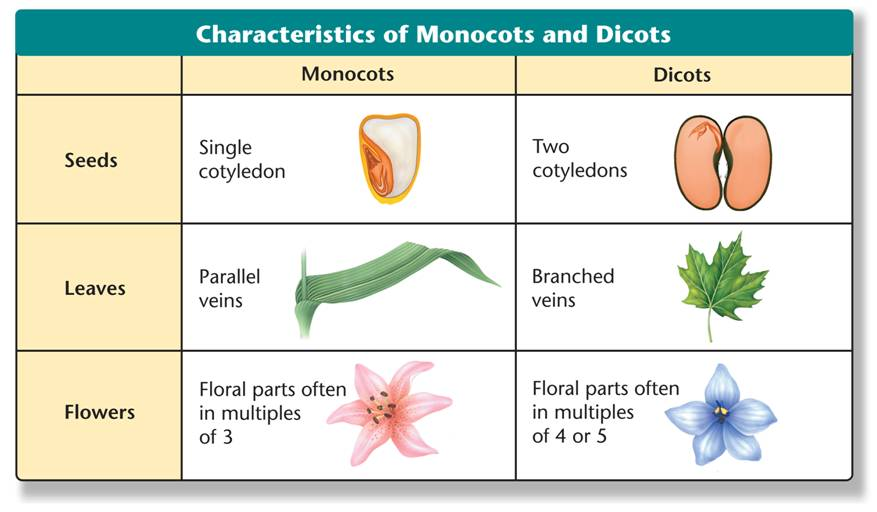 Characteristics of Monocots and Dicots
Monocots
Dicots
Seeds
Single
cotyledon
Two
cotyledons
Leaves
Parallel
veins
Branched
veins
Flowers
Floral parts often
in multiples
of 3
Floral parts often
in multiples
of 4 or 5